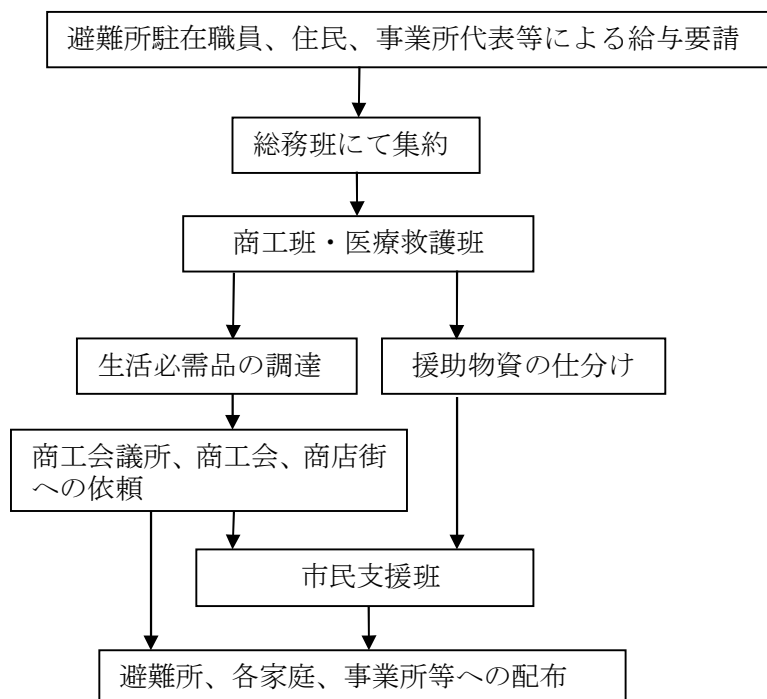 避難所駐在職員、住民、事業所代表等による給与要請
総務班にて集約
商工班・医療救護班
生活必需品の調達
援助物資の仕分け
商工会議所、商工会、商店街
への依頼
市民支援班
避難所、各家庭、事業所等への配布